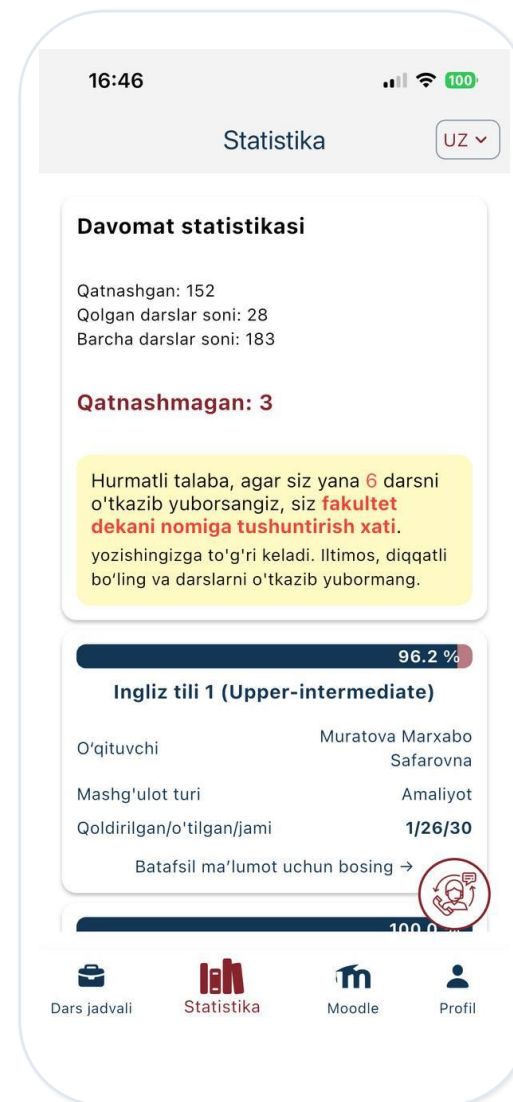 16:46
100
Statistika
UZ
Davomat statistikasi
Qatnashgan: 152
Qolgan darslar soni: 28
Barcha darslar soni: 183
Qatnashmagan: 3
Hurmatli talaba, agar siz yana 6 darsni
o'tkazib yuborsangiz, siz fakultet
dekani nomiga tushuntirish xati.
yozishingizga to'g'ri keladi. Iltimos, diqqatli
bo‘ling va darslarni o'tkazib yubormang.
96.2 %
Ingliz tili 1 (Upper-intermediate)
O‘qituvchi
Muratova Marxabo
Safarovna
Mashg'ulot turi
Amaliyot
Qoldirilgan/o'tilgan/jami
1/26/30
Batafsil ma’lumot uchun bosing →
100.0 %
Dars jadvali
Statistika
Moodle
Profil